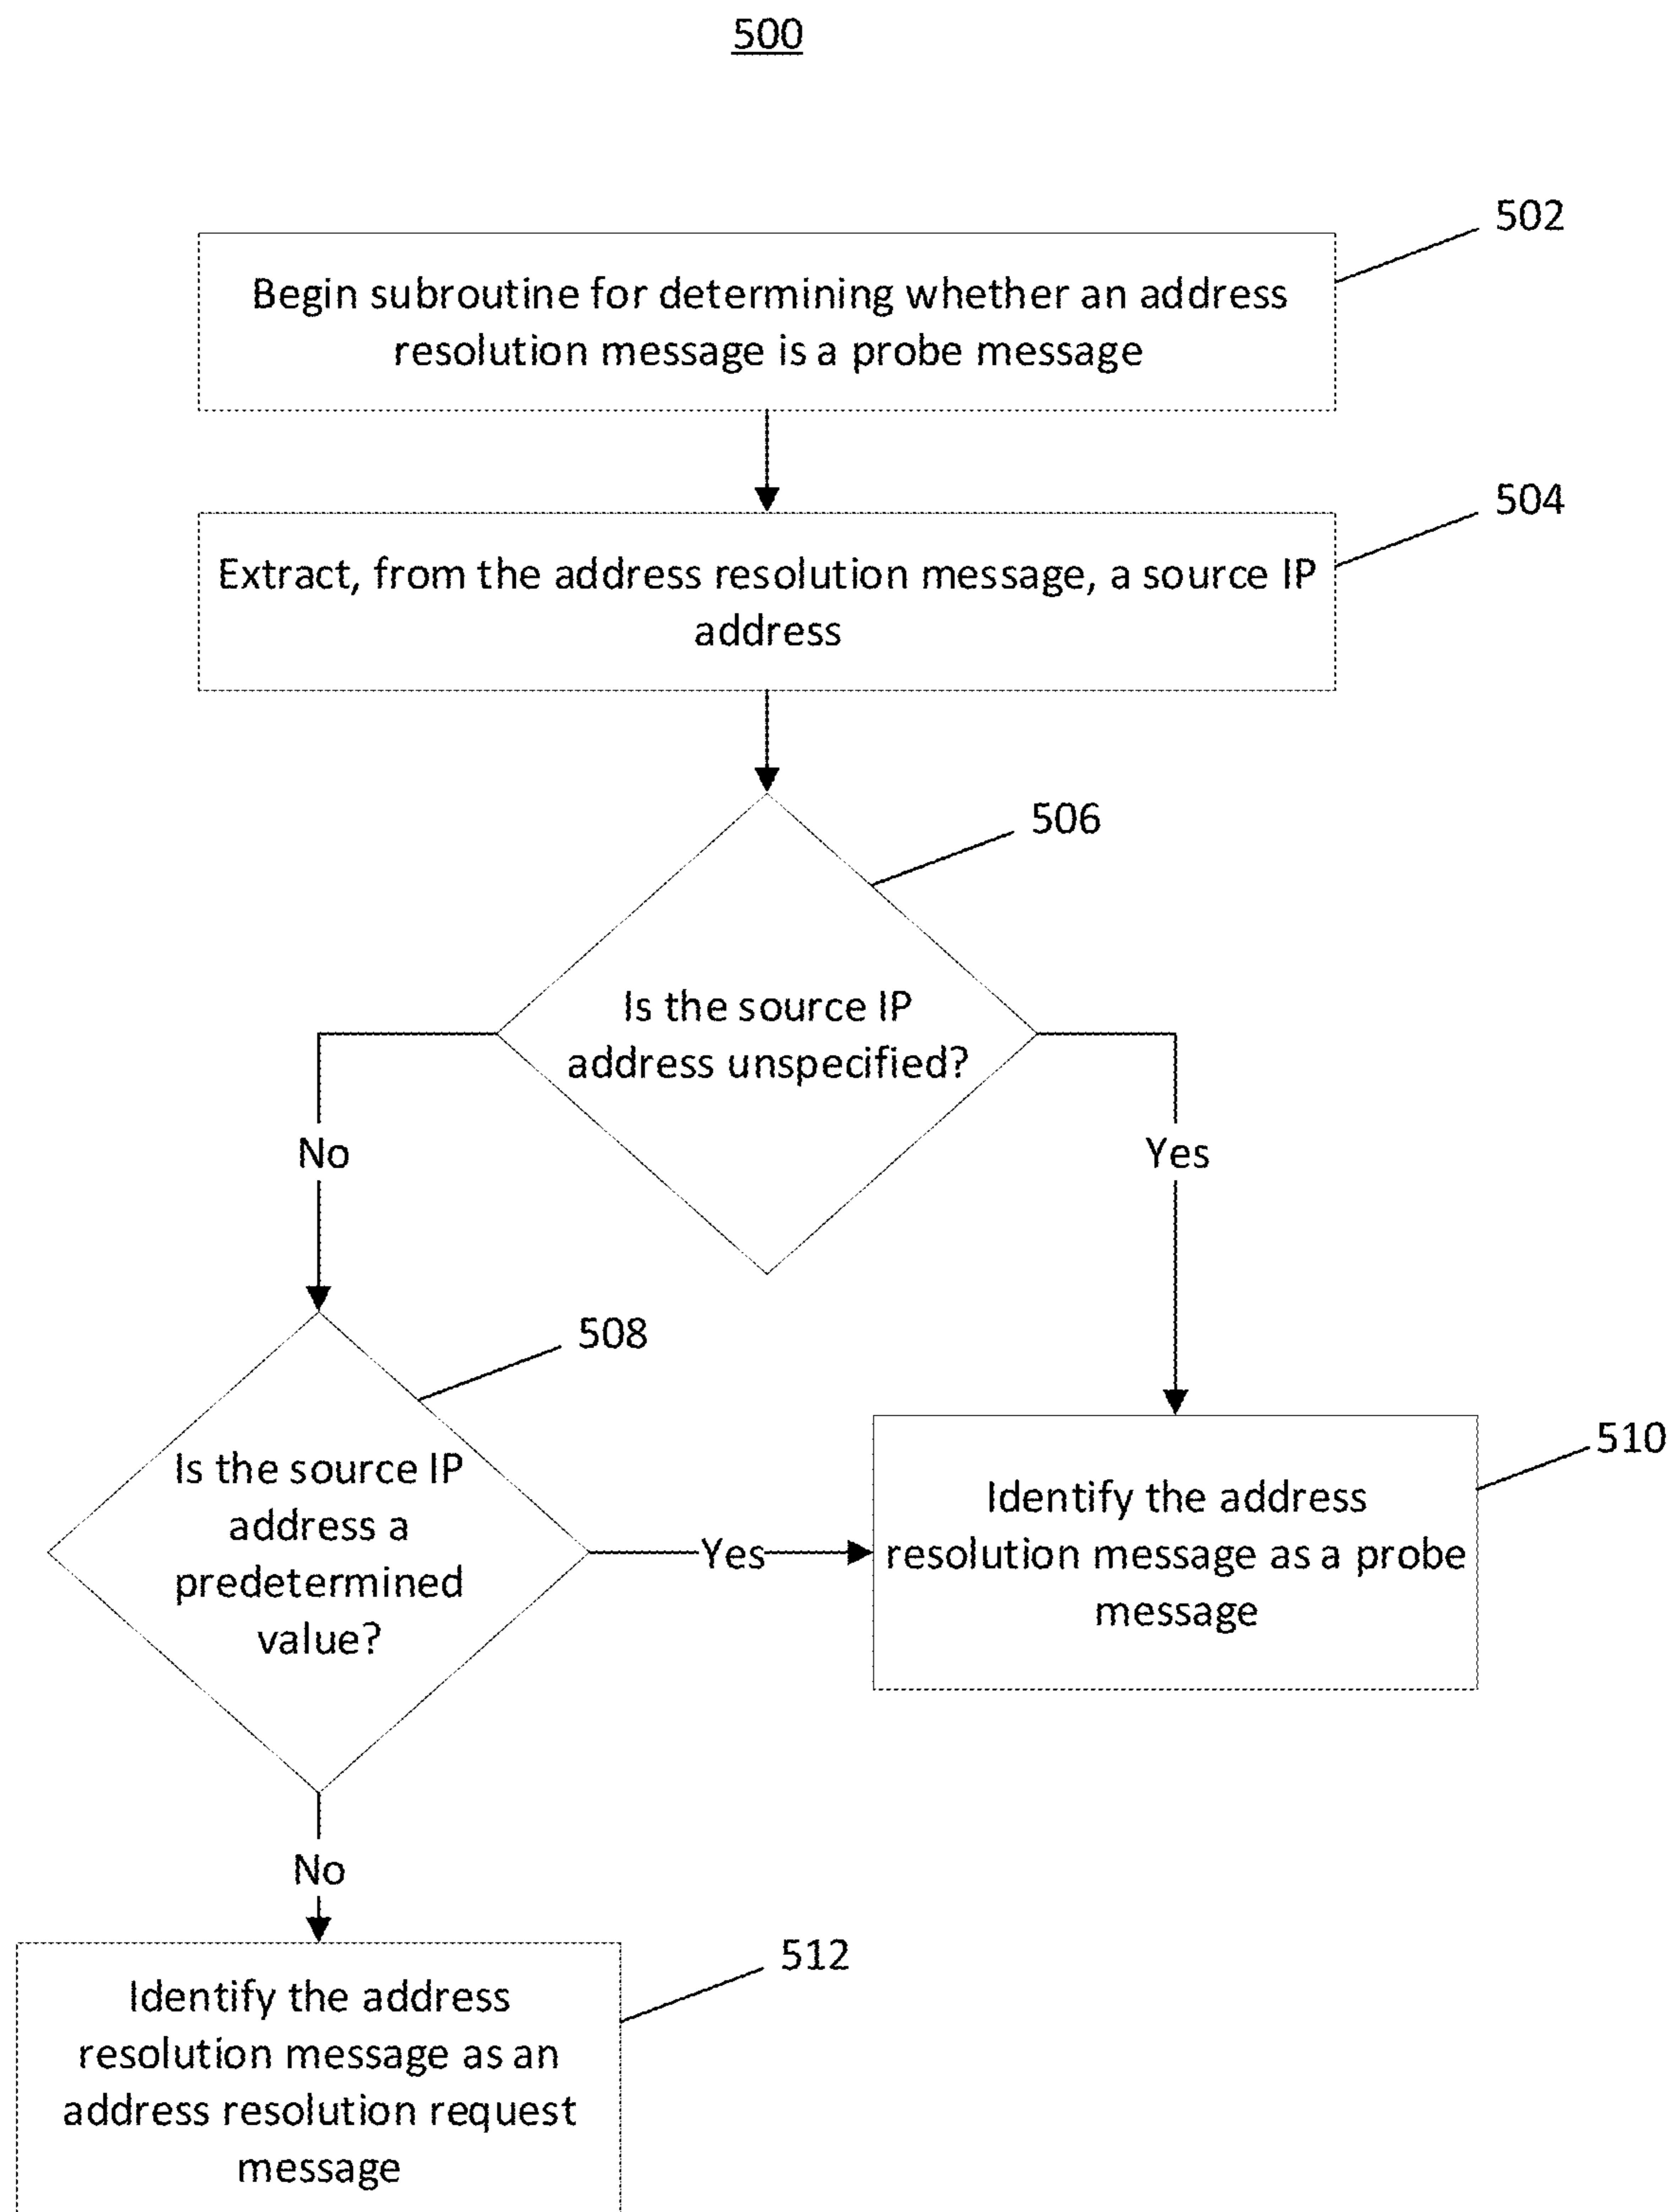 500
502
Begin subroutine for determining whether an address
resolution message is a probe message
504
Extract, from the address resolution message, a source IP
address
506
Is the source IP
address unspecified?
No
Yes
508
Is the source IP
address a
predetermined
value?
Yes
510
Identify the address
resolution message as a probe
message
No
512
Identify the address
resolution message as an
address resolution request
message